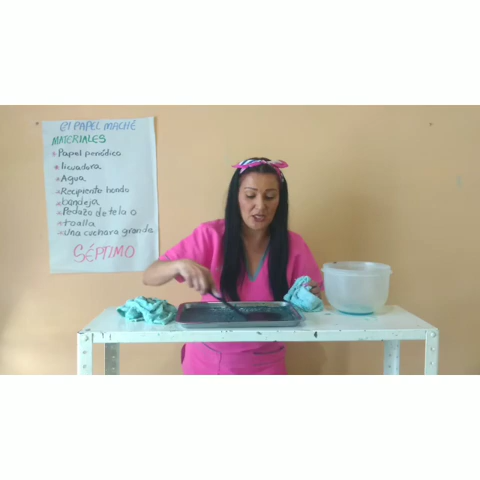 el PAPEL MACHÉ
MATERIALES
* Papel periódico
* licuadora
* Agua
* Recipiente hondo
* bandeja
* Pedazo de tela o
* toalla
* una cuchara grande
SÉPTIMO